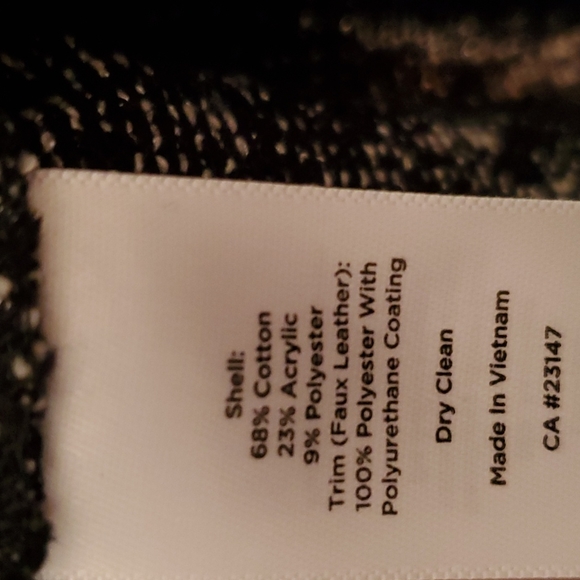 Shell:
68% Cotton
23% Acrylic
9% Polyester
Trim (Faux Leather):
100% Polyester With
Polyurethane Coating
Dry Clean
Made In Vietnam
CA #23147